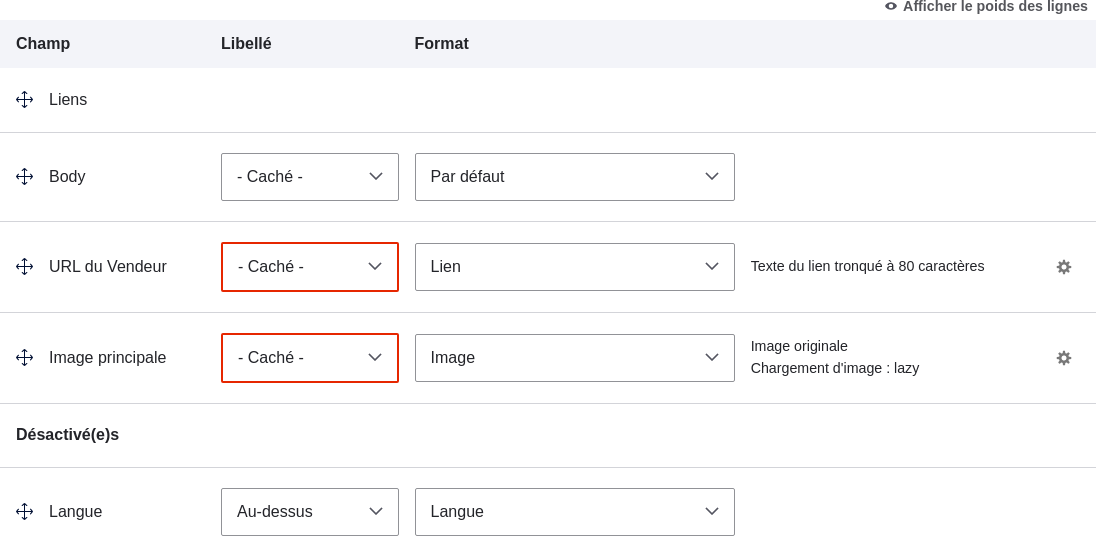 Afficher le poids des lignes
Champ Libellé Format
Liens
Body - Caché - Par défaut
URL du Vendeur - Caché - Lien Texte du lien tronqué à 80 caractères
Image principale - Caché - Image Image originale
Chargement d'image : lazy
Désactivé(e)s
Langue Au-dessus Langue